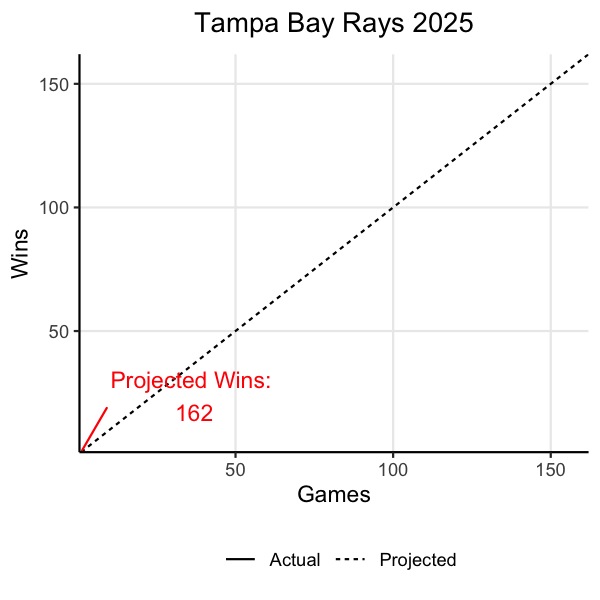 Tampa Bay Rays 2025
150
100
50
Wins
Projected Wins:
162
50 100 150
Games
Actual Projected